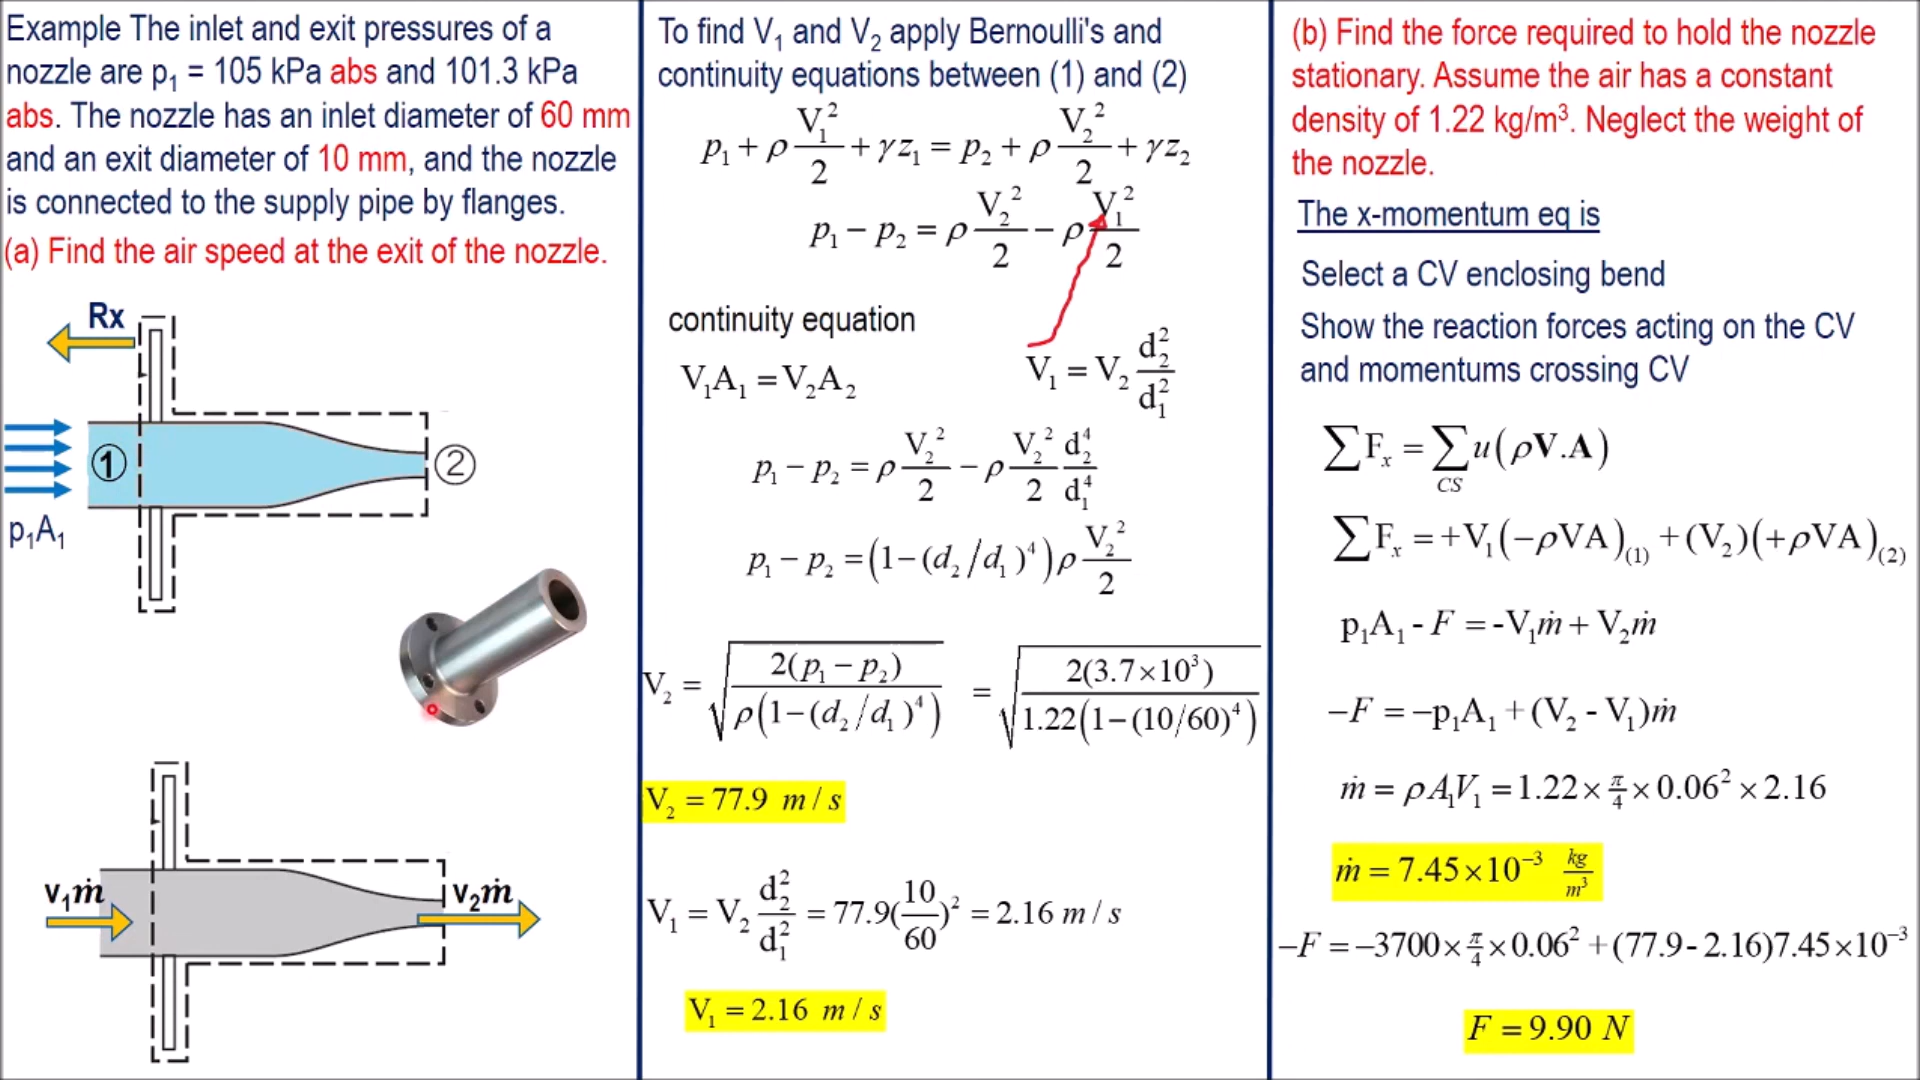 Example The inlet and exit pressures of a
nozzle are p₁ = 105 kPa abs and 101.3 kPa
abs. The nozzle has an inlet diameter of 60 mm
and an exit diameter of 10 mm, and the nozzle
is connected to the supply pipe by flanges.
(a) Find the air speed at the exit of the nozzle.
Rx
①
②
p₁A₁
v₁ṁ
v₂ṁ
To find V₁ and V₂ apply Bernoulli's and
continuity equations between (1) and (2)
p₁ + ρ V₁²/2 + γz₁ = p₂ + ρ V₂²/2 + γz₂
p₁ − p₂ = ρ V₂²/2 − ρ V₁²/2
continuity equation
V₁A₁ = V₂A₂
V₁ = V₂ d₂²/d₁²
p₁ − p₂ = ρ V₂²/2 − ρ V₂²/2 d₂⁴/d₁⁴
p₁ − p₂ = (1−(d₂/d₁)⁴) ρ V₂²/2
V₂ = √(2(p₁ − p₂)/ρ(1−(d₂/d₁)⁴)) = √(2(3.7×10³)/1.22(1−(10/60)⁴))
V₂ = 77.9 m / s
V₁ = V₂ d₂²/d₁² = 77.9(10/60)² = 2.16 m / s
V₁ = 2.16 m / s
(b) Find the force required to hold the nozzle
stationary. Assume the air has a constant
density of 1.22 kg/m³. Neglect the weight of
the nozzle.
The x-momentum eq is
Select a CV enclosing bend
Show the reaction forces acting on the CV
and momentums crossing CV
∑Fₓ = ∑CS u(ρV.A)
∑Fₓ = +V₁(−ρVA)₍₁₎ + (V₂)(+ρVA)₍₂₎
p₁A₁ - F = -V₁ṁ + V₂ṁ
−F = −p₁A₁ + (V₂ - V₁)ṁ
ṁ = ρA₁V₁ = 1.22 × π/4 × 0.06² × 2.16
ṁ = 7.45×10⁻³ kg/m³
−F = −3700 × π/4 × 0.06² + (77.9 - 2.16)7.45×10⁻³
F = 9.90 N